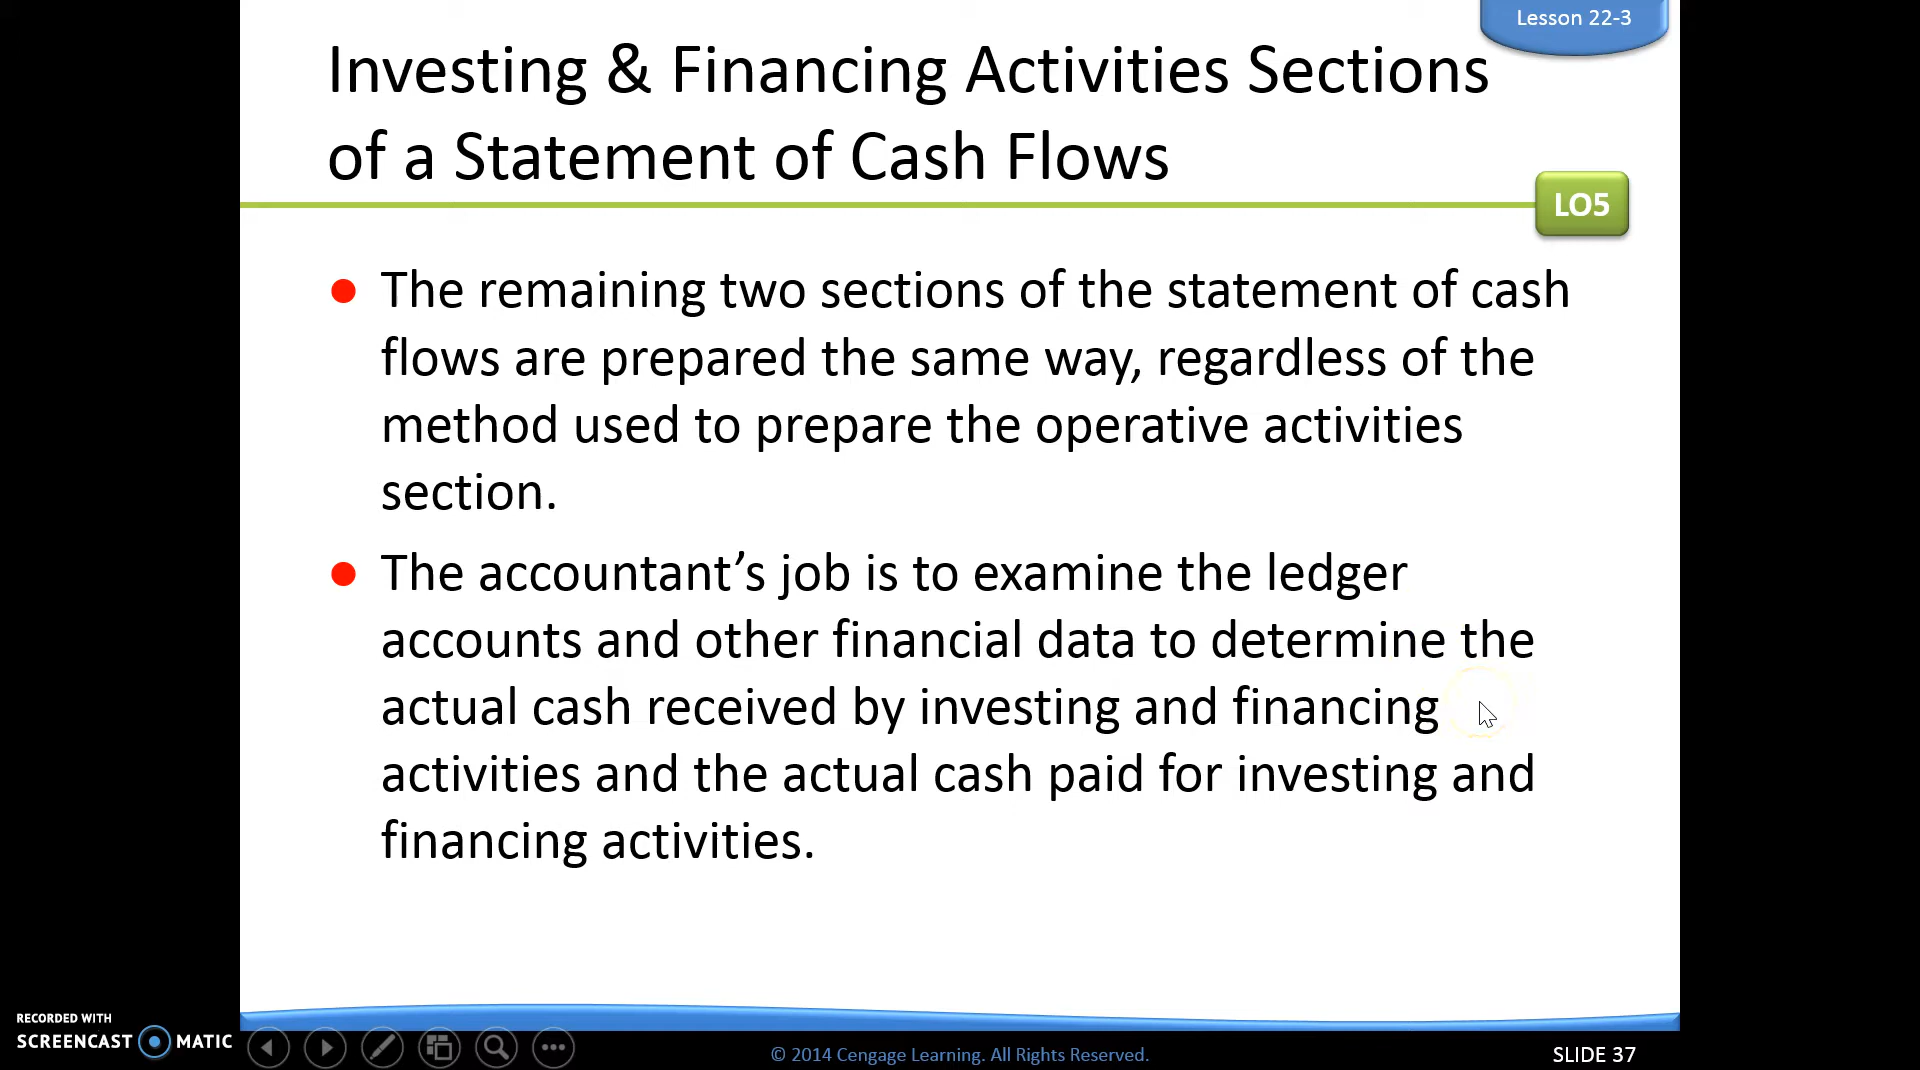 Lesson 22-3
Investing & Financing Activities Sections
of a Statement of Cash Flows
LO5
● The remaining two sections of the statement of cash
flows are prepared the same way, regardless of the
method used to prepare the operative activities
section.
● The accountant’s job is to examine the ledger
accounts and other financial data to determine the
actual cash received by investing and financing
activities and the actual cash paid for investing and
financing activities.
RECORDED WITH
SCREENCAST MATIC
© 2014 Cengage Learning. All Rights Reserved.
SLIDE 37